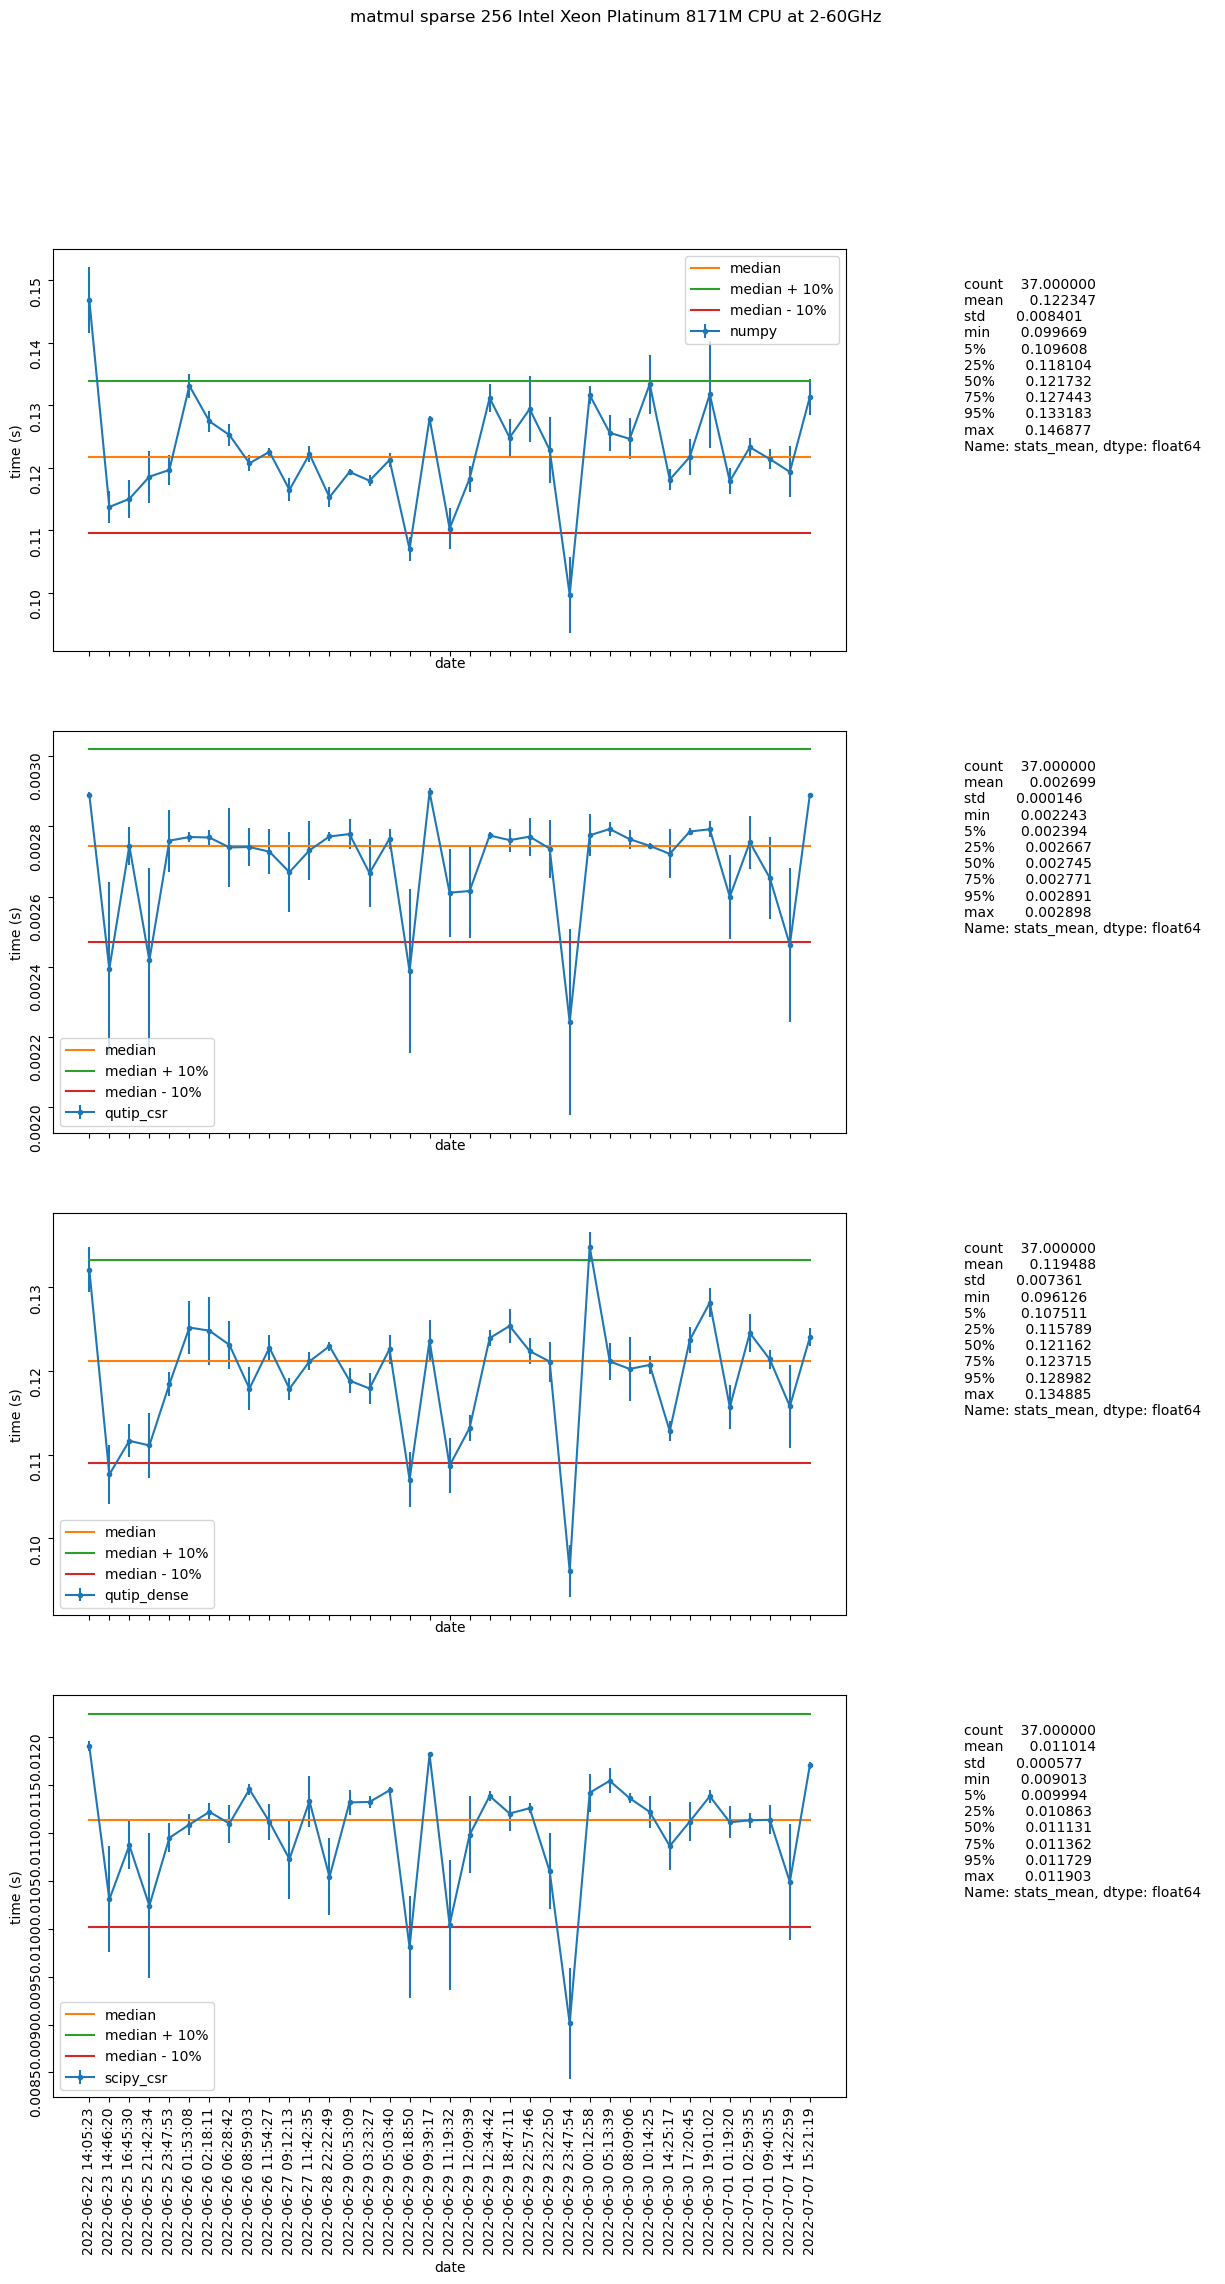 matmul sparse 256 Intel Xeon Platinum 8171M CPU at 2-60GHz
0.15
0.14
0.13
0.12
0.11
0.10
time (s)
median
median + 10%
median - 10%
numpy
date
count 37.000000
mean 0.122347
std 0.008401
min 0.099669
5% 0.109608
25% 0.118104
50% 0.121732
75% 0.127443
95% 0.133183
max 0.146877
Name: stats_mean, dtype: float64
0.0030
0.0028
0.0026
0.0024
0.0022
0.0020
time (s)
median
median + 10%
median - 10%
qutip_csr
date
count 37.000000
mean 0.002699
std 0.000146
min 0.002243
5% 0.002394
25% 0.002667
50% 0.002745
75% 0.002771
95% 0.002891
max 0.002898
Name: stats_mean, dtype: float64
0.13
0.12
0.11
0.10
time (s)
median
median + 10%
median - 10%
qutip_dense
date
count 37.000000
mean 0.119488
std 0.007361
min 0.096126
5% 0.107511
25% 0.115789
50% 0.121162
75% 0.123715
95% 0.128982
max 0.134885
Name: stats_mean, dtype: float64
0.0120
0.0115
0.0110
0.0105
0.0100
0.0095
0.0090
0.0085
time (s)
median
median + 10%
median - 10%
scipy_csr
2022-06-22 14:05:23
2022-06-23 14:46:20
2022-06-25 16:45:30
2022-06-25 21:42:34
2022-06-25 23:47:53
2022-06-26 01:53:08
2022-06-26 02:18:11
2022-06-26 06:28:42
2022-06-26 08:59:03
2022-06-26 11:54:27
2022-06-27 09:12:13
2022-06-27 11:42:35
2022-06-28 22:22:49
2022-06-29 00:53:09
2022-06-29 03:23:27
2022-06-29 05:03:40
2022-06-29 06:18:50
2022-06-29 09:39:17
2022-06-29 11:19:32
2022-06-29 12:09:39
2022-06-29 12:34:42
2022-06-29 18:47:11
2022-06-29 22:57:46
2022-06-29 23:22:50
2022-06-29 23:47:54
2022-06-30 00:12:58
2022-06-30 05:13:39
2022-06-30 08:09:06
2022-06-30 10:14:25
2022-06-30 14:25:17
2022-06-30 17:20:45
2022-06-30 19:01:02
2022-07-01 01:19:20
2022-07-01 02:59:35
2022-07-01 09:40:35
2022-07-07 14:22:59
2022-07-07 15:21:19
date
count 37.000000
mean 0.011014
std 0.000577
min 0.009013
5% 0.009994
25% 0.010863
50% 0.011131
75% 0.011362
95% 0.011729
max 0.011903
Name: stats_mean, dtype: float64